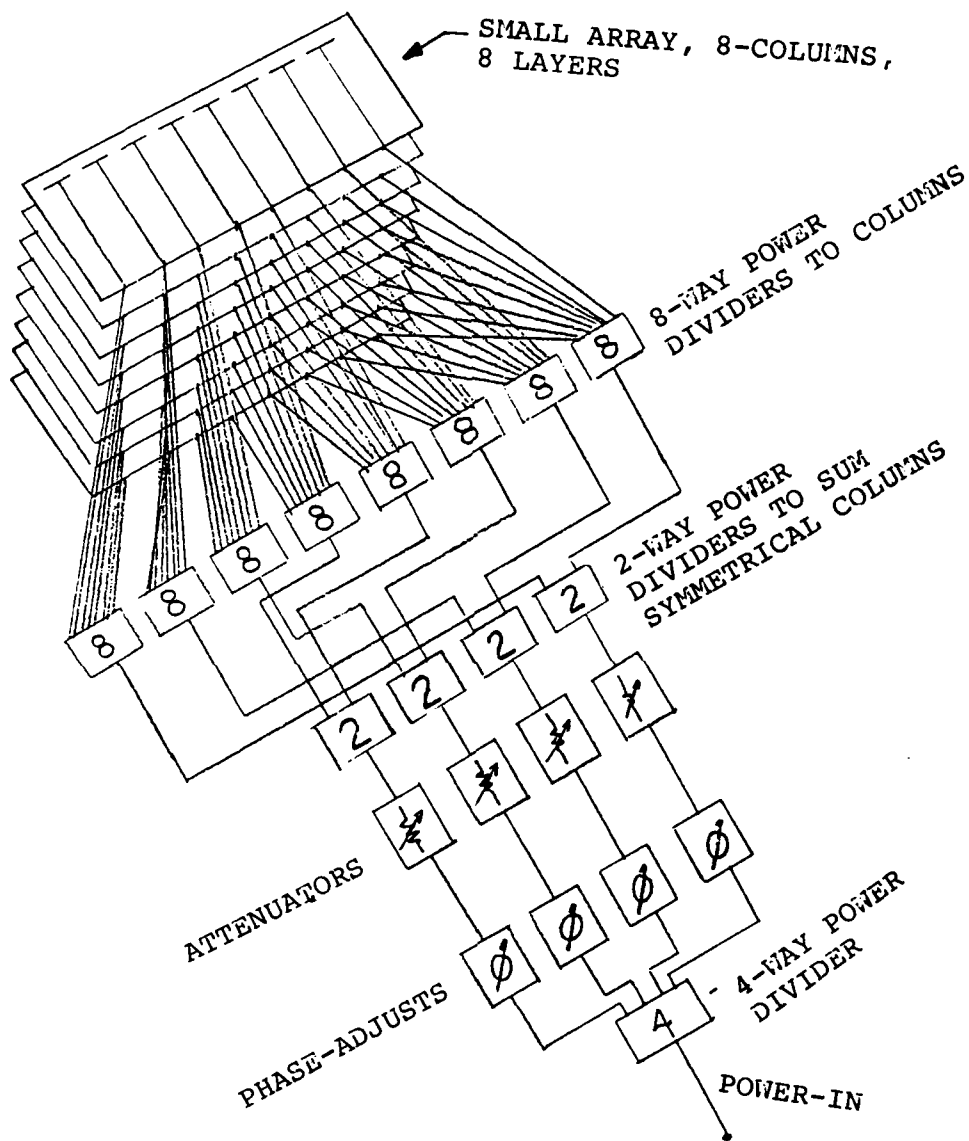 SMALL ARRAY, 8-COLUMNS,
8 LAYERS
8-WAY POWER
DIVIDERS TO COLUMNS
8
8
8
8
8
8
8
8
2-WAY POWER
DIVIDERS TO SUM
SYMMETRICAL COLUMNS
2
2
2
2
ATTENUATORS
φ
φ
φ
φ
PHASE-ADJUSTS
4-WAY POWER
DIVIDER
4
POWER-IN